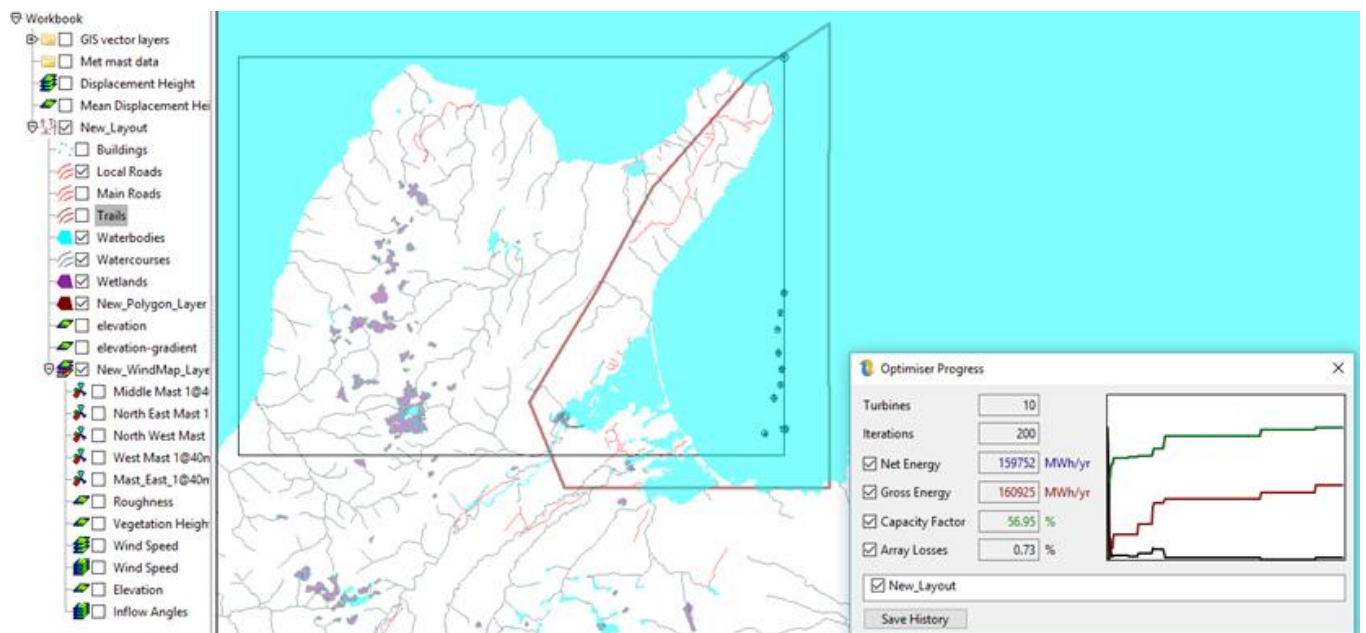 Workbook
GIS vector layers
Met mast data
Displacement Height
Mean Displacement Hei
New_Layout
Buildings
Local Roads
Main Roads
Trails
Waterbodies
Watercourses
Wetlands
New_Polygon_Layer
elevation
elevation-gradient
New_WindMap_Laye
Middle Mast 1@4
North East Mast 1
North West Mast
West Mast 1@40n
Mast_East_1@40n
Roughness
Vegetation Heigh
Wind Speed
Wind Speed
Elevation
Inflow Angles
Optimiser Progress
Turbines 10
Iterations 200
Net Energy 159752 MWh/yr
Gross Energy 160925 MWh/yr
Capacity Factor 56.95 %
Array Losses 0.73 %
New_Layout
Save History